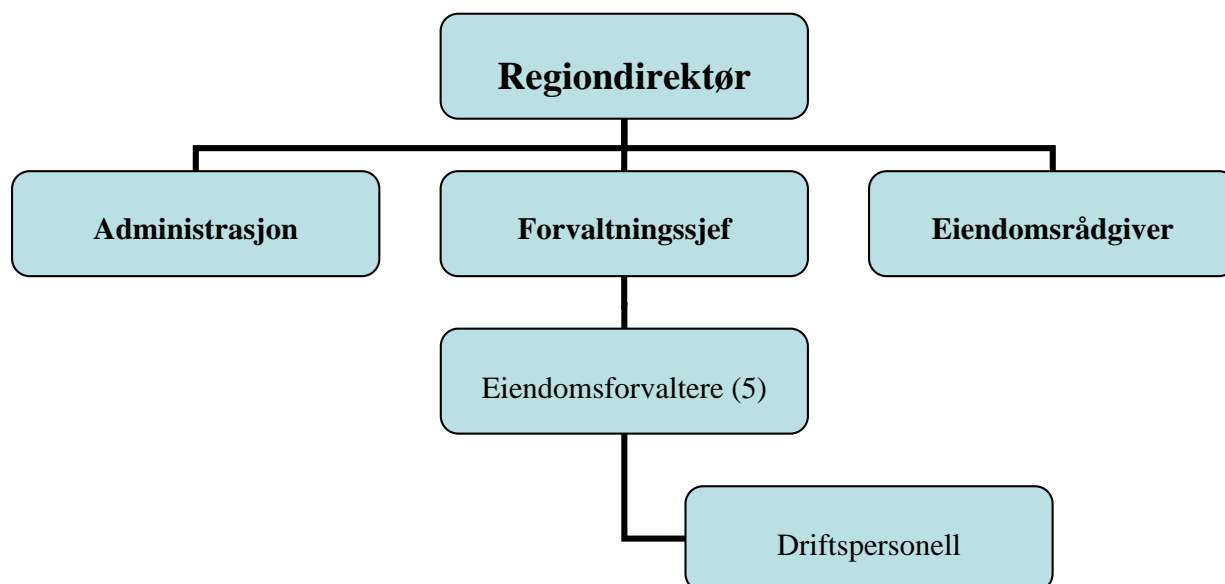 Regiondirektør
Administrasjon
Forvaltningssjef
Eiendomsrådgiver
Eiendomsforvaltere (5)
Driftspersonell